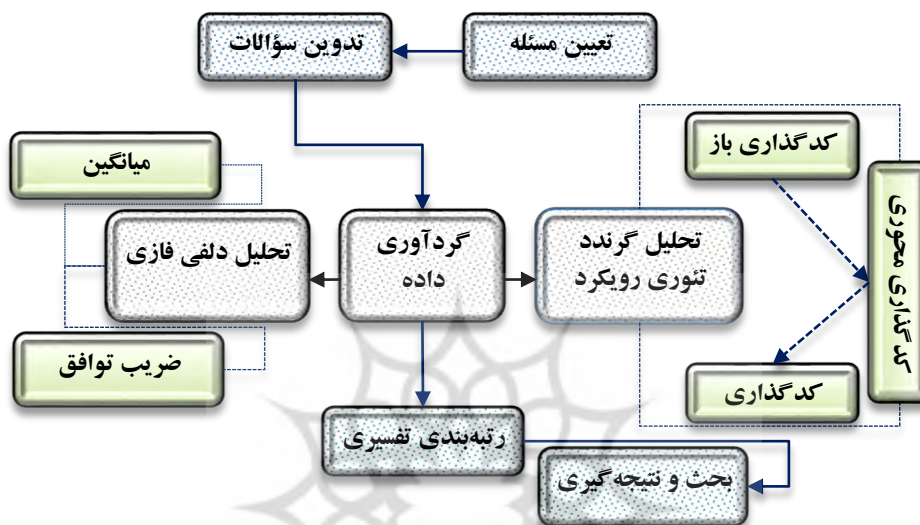 تعیین مسئله
تدوین سؤالات
کدگذاری باز
میانگین
کدگذاری محوری
تحلیل گرندد
تئوری رویکرد
گردآوری
داده
تحلیل دلفی فازی
ضریب توافق
کدگذاری
رتبه‌بندی تفسیری
بحث و نتیجه گیری